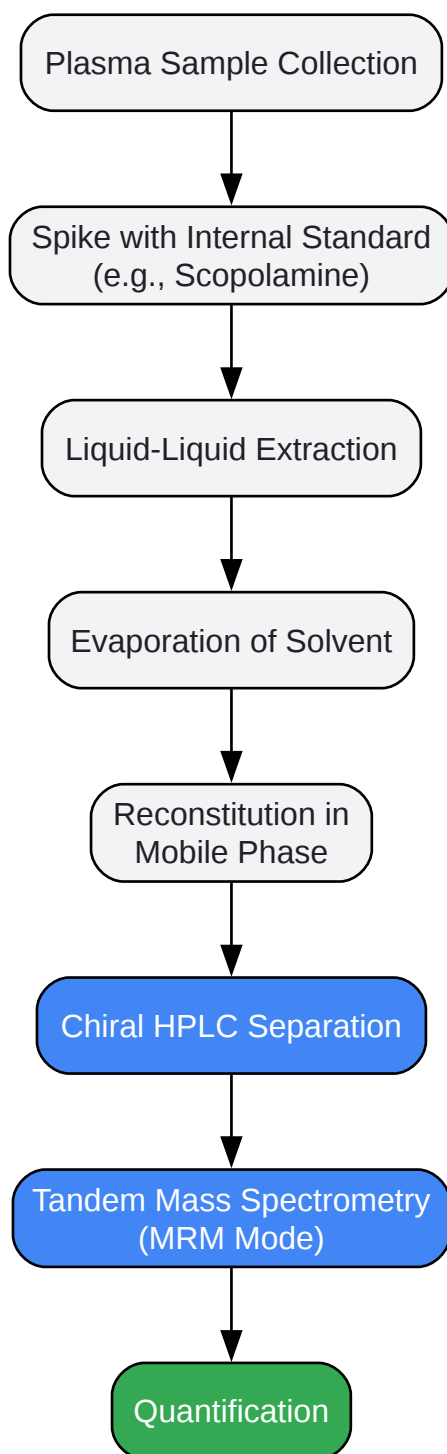 Plasma Sample Collection
Spike with Internal Standard
(e.g., Scopolamine)
Liquid-Liquid Extraction
Evaporation of Solvent
Reconstitution in
Mobile Phase
Chiral HPLC Separation
Tandem Mass Spectrometry
(MRM Mode)
Quantification